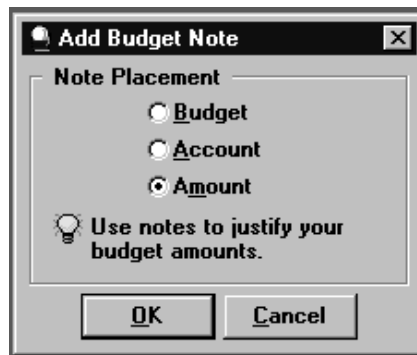 Add Budget Note
Note Placement
Budget
Account
Amount
Use notes to justify your
budget amounts.
OK
Cancel